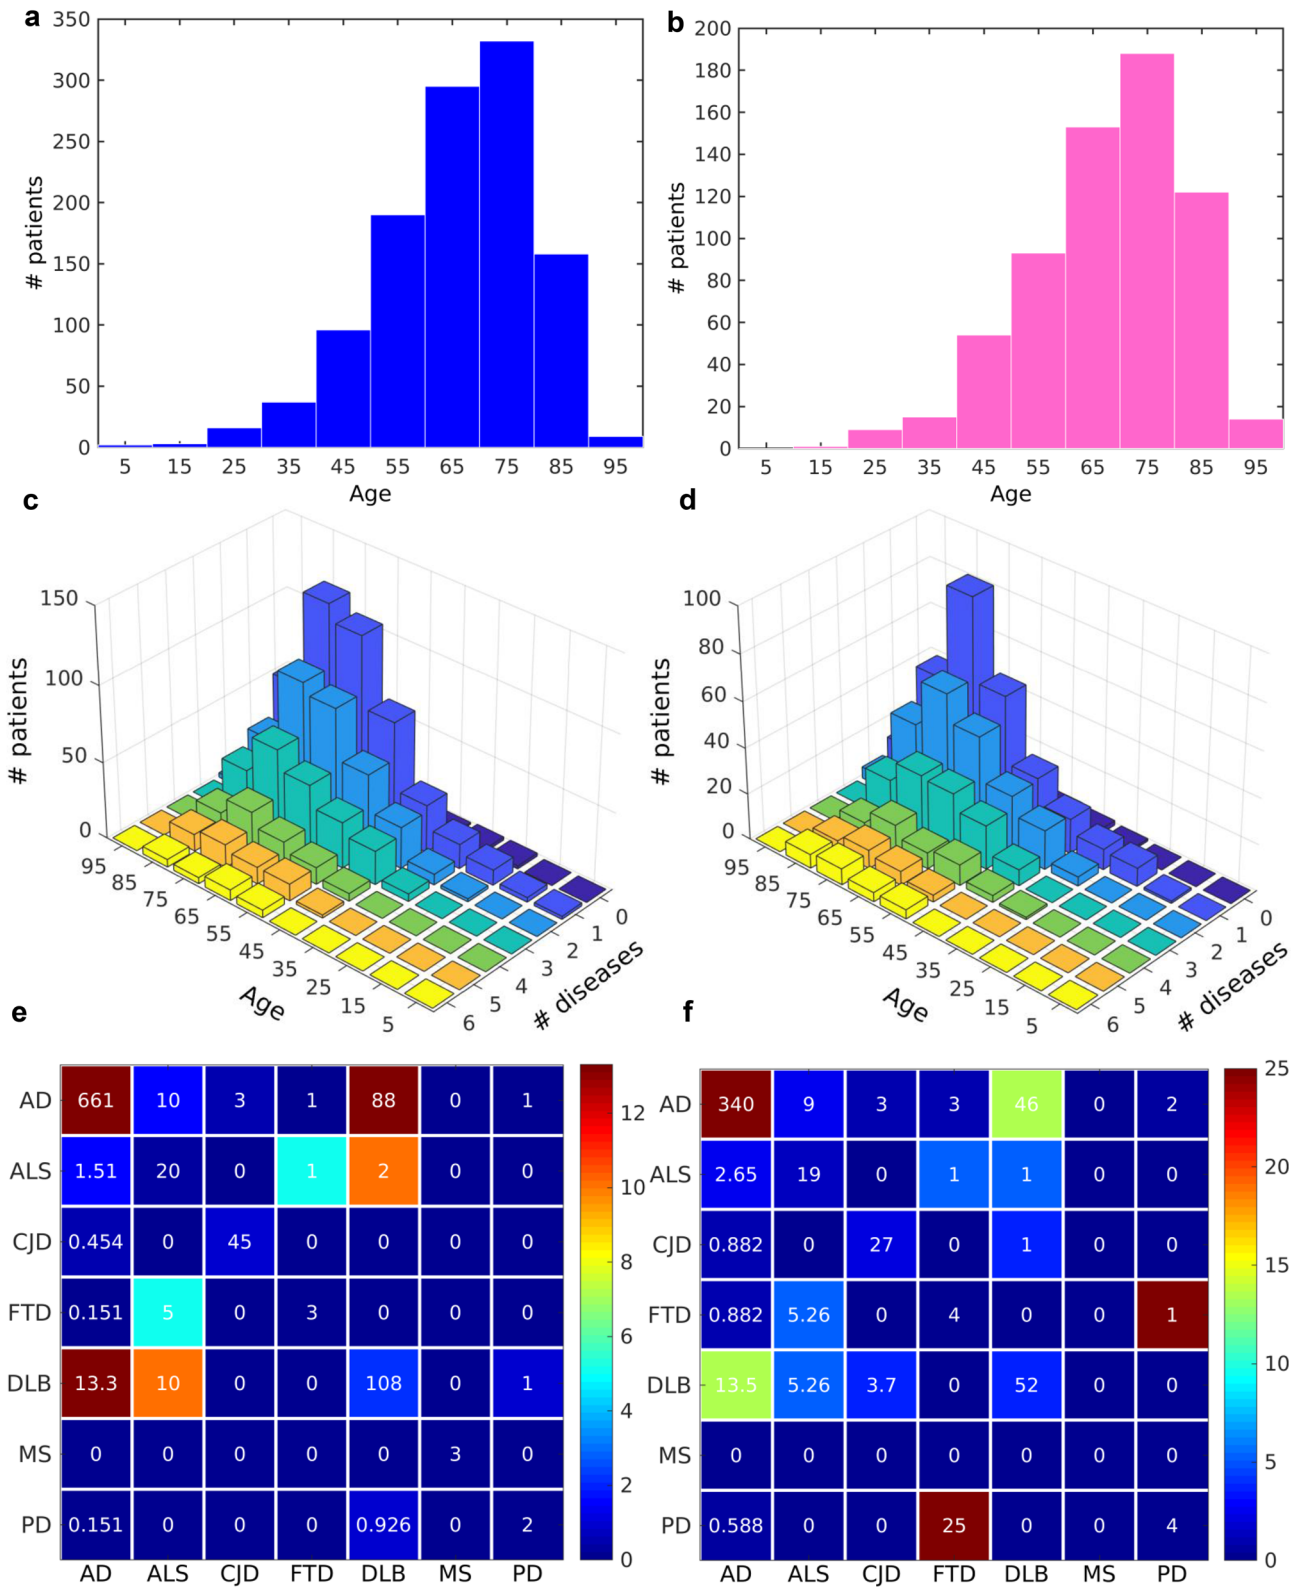 a
350
300
250
200
150
100
50
0
# patients
5 15 25 35 45 55 65 75 85 95
Age
b
200
180
160
140
120
100
80
60
40
20
0
# patients
5 15 25 35 45 55 65 75 85 95
Age
c
150
100
50
0
# patients
95 85 75 65 55 45 35 25 15 5
Age
6 5 4 3 2 1 0
# diseases
d
100
80
60
40
20
0
# patients
95 85 75 65 55 45 35 25 15 5
Age
6 5 4 3 2 1 0
# diseases
e
AD 661 10 3 1 88 0 1
ALS 1.51 20 0 1 2 0 0
CJD 0.454 0 45 0 0 0 0
FTD 0.151 5 0 3 0 0 0
DLB 13.3 10 0 0 108 0 1
MS 0 0 0 0 0 3 0
PD 0.151 0 0 0 0.926 0 2
AD ALS CJD FTD DLB MS PD
12
10
8
6
4
2
0
f
AD 340 9 3 3 46 0 2
ALS 2.65 19 0 1 1 0 0
CJD 0.882 0 27 0 1 0 0
FTD 0.882 5.26 0 4 0 0 1
DLB 13.5 5.26 3.7 0 52 0 0
MS 0 0 0 0 0 0 0
PD 0.588 0 0 25 0 0 4
AD ALS CJD FTD DLB MS PD
25
20
15
10
5
0